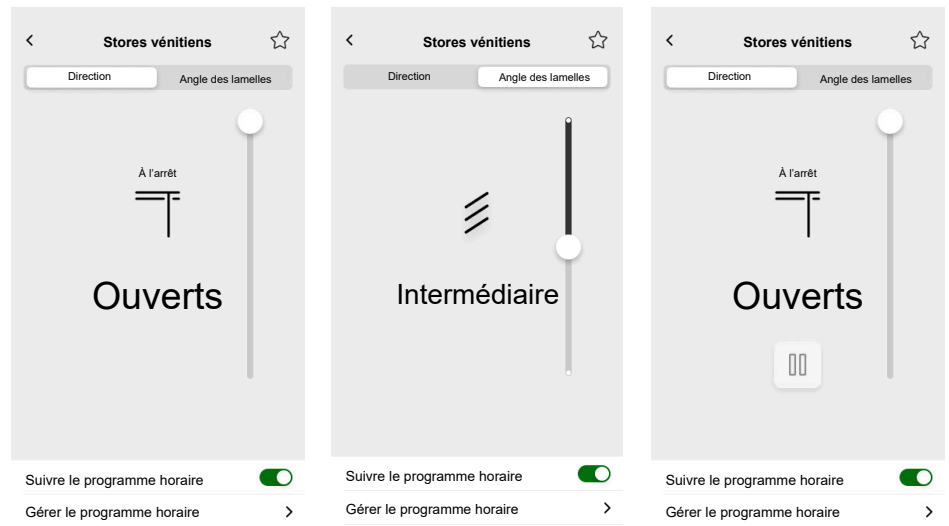 Stores vénitiens
Direction
Angle des lamelles
À l'arrêt
Ouverts
Suivre le programme horaire
Gérer le programme horaire
Stores vénitiens
Direction
Angle des lamelles
Intermédiaire
Suivre le programme horaire
Gérer le programme horaire
Stores vénitiens
Direction
Angle des lamelles
À l'arrêt
Ouverts
Suivre le programme horaire
Gérer le programme horaire